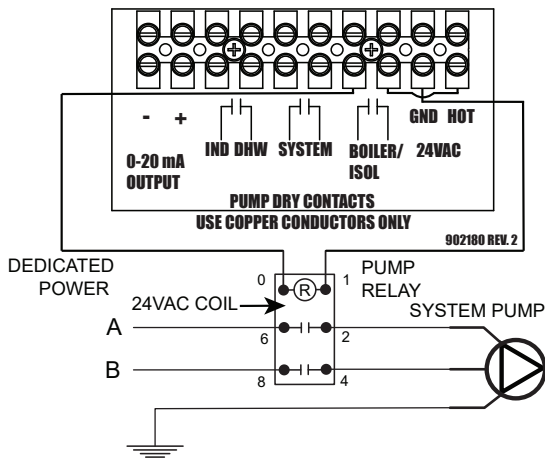 - +
GND HOT
IND DHW SYSTEM BOILER/
ISOL
24VAC
0-20 mA
OUTPUT
PUMP DRY CONTACTS
USE COPPER CONDUCTORS ONLY
902180 REV. 2
DEDICATED
POWER
0 R 1
PUMP
RELAY
24VAC COIL
SYSTEM PUMP
A
6 2
B
8 4